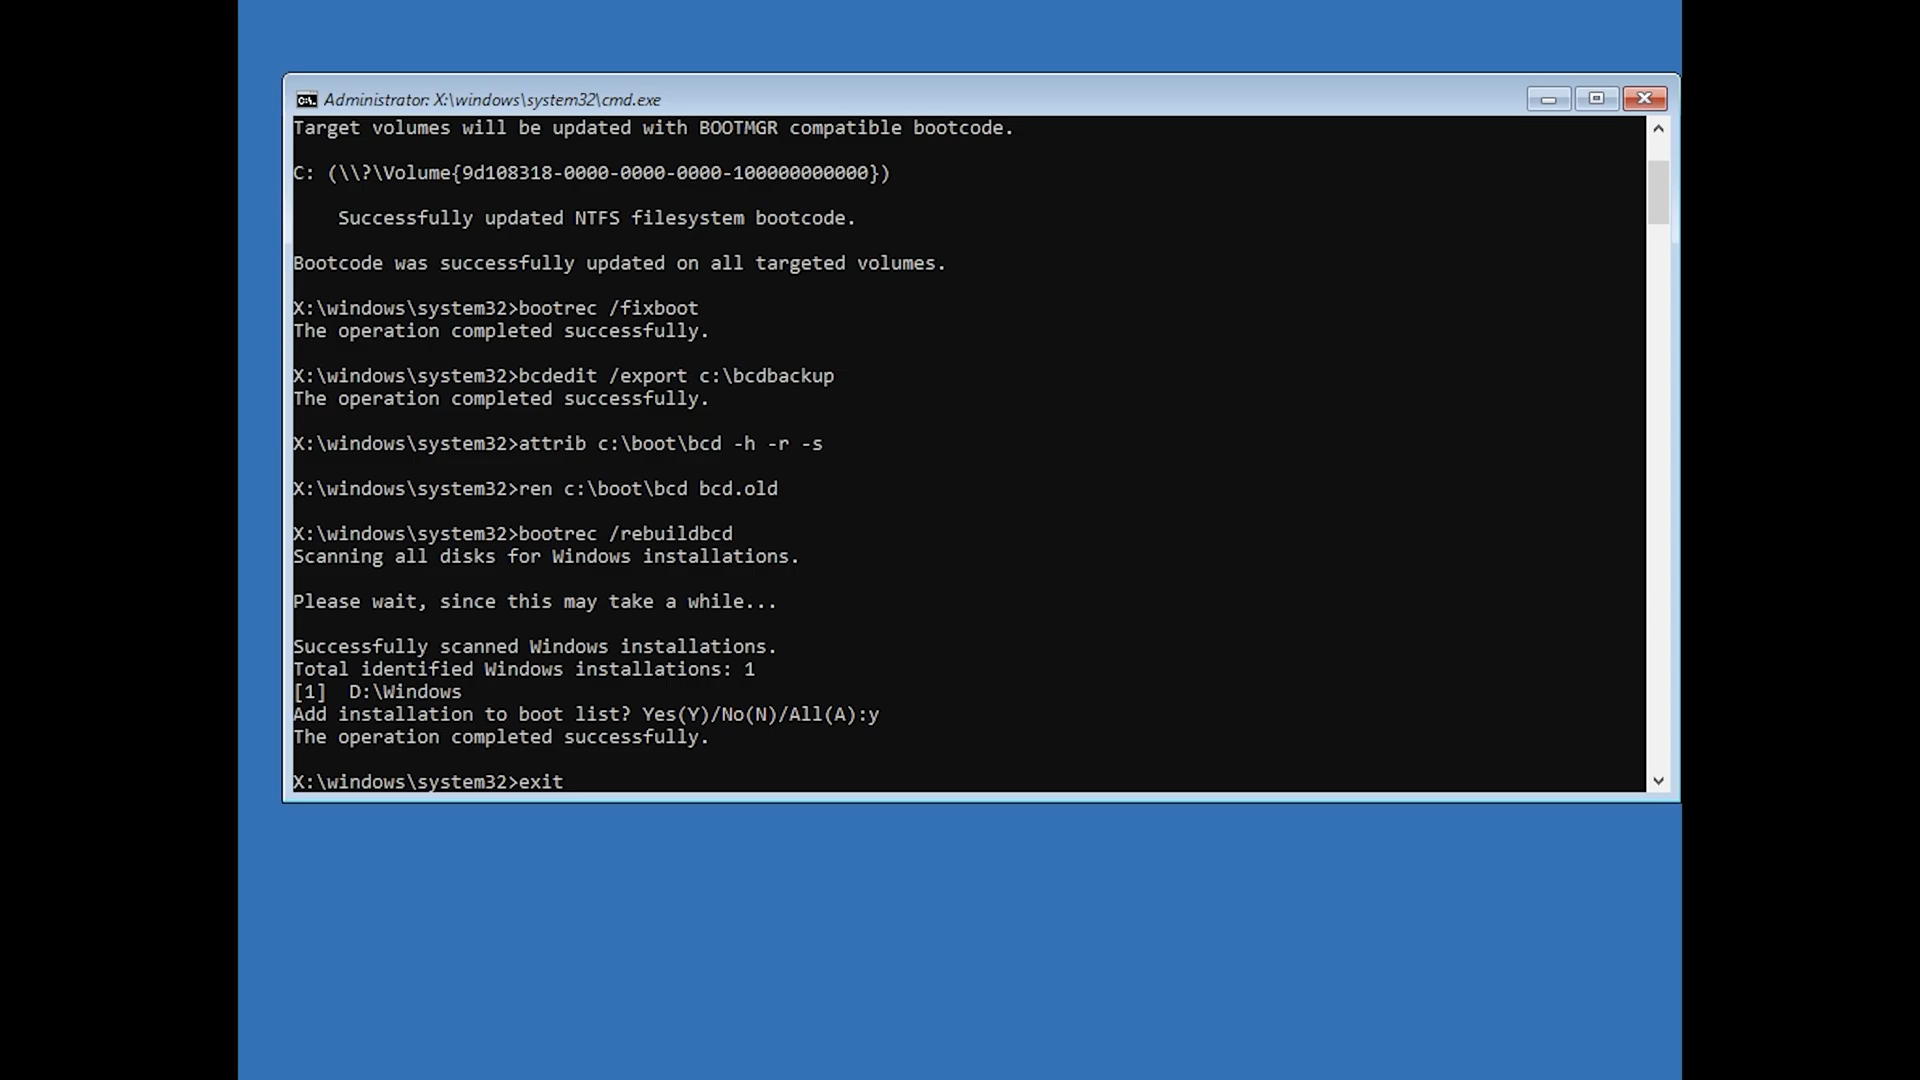 Administrator: X:\windows\system32\cmd.exe
Target volumes will be updated with BOOTMGR compatible bootcode.
C: (\\?\Volume{9d108318-0000-0000-0000-100000000000})
Successfully updated NTFS filesystem bootcode.
Bootcode was successfully updated on all targeted volumes.
X:\windows\system32>bootrec /fixboot
The operation completed successfully.
X:\windows\system32>bcdedit /export c:\bcdbackup
The operation completed successfully.
X:\windows\system32>attrib c:\boot\bcd -h -r -s
X:\windows\system32>ren c:\boot\bcd bcd.old
X:\windows\system32>bootrec /rebuildbcd
Scanning all disks for Windows installations.
Please wait, since this may take a while...
Successfully scanned Windows installations.
Total identified Windows installations: 1
[1]  D:\Windows
Add installation to boot list? Yes(Y)/No(N)/All(A):y
The operation completed successfully.
X:\windows\system32>exit